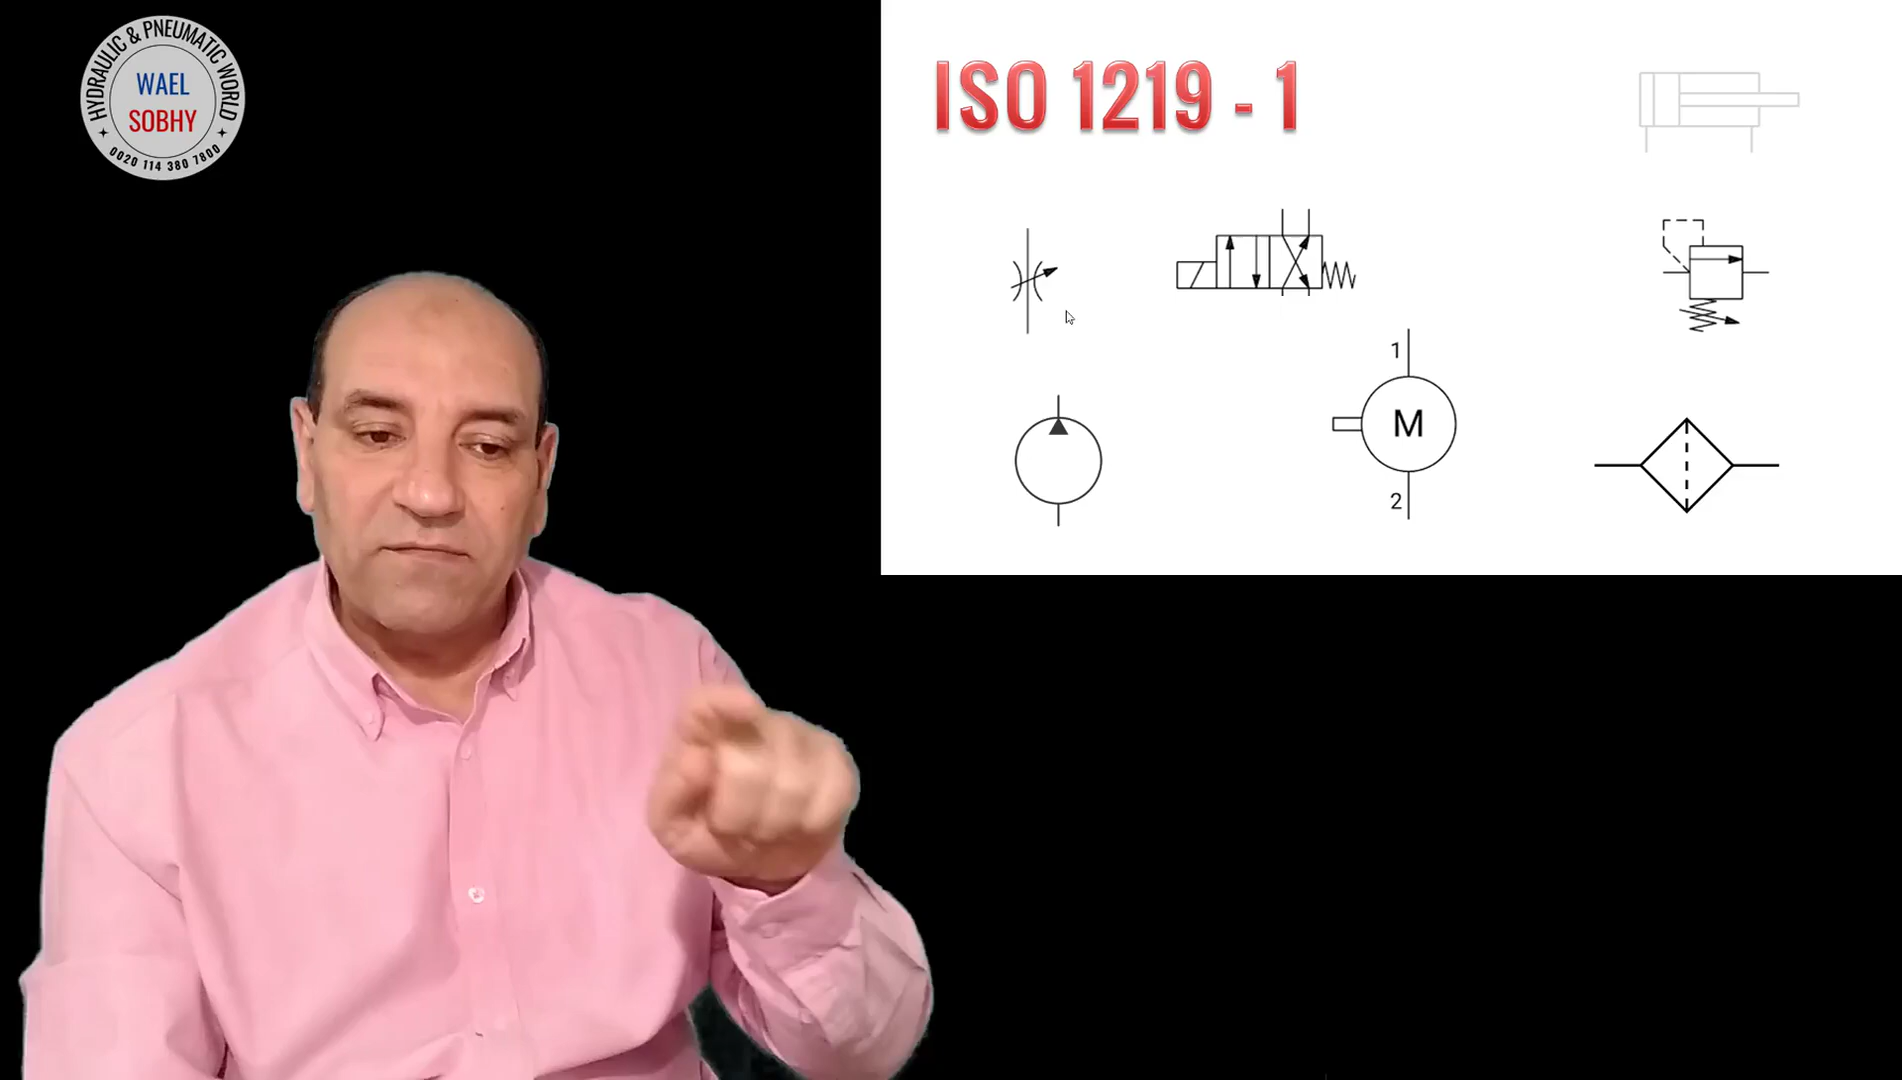 HYDRAULIC & PNEUMATIC WORLD
WAEL
SOBHY
0020 114 380 7800
ISO 1219 - 1
1
M
2